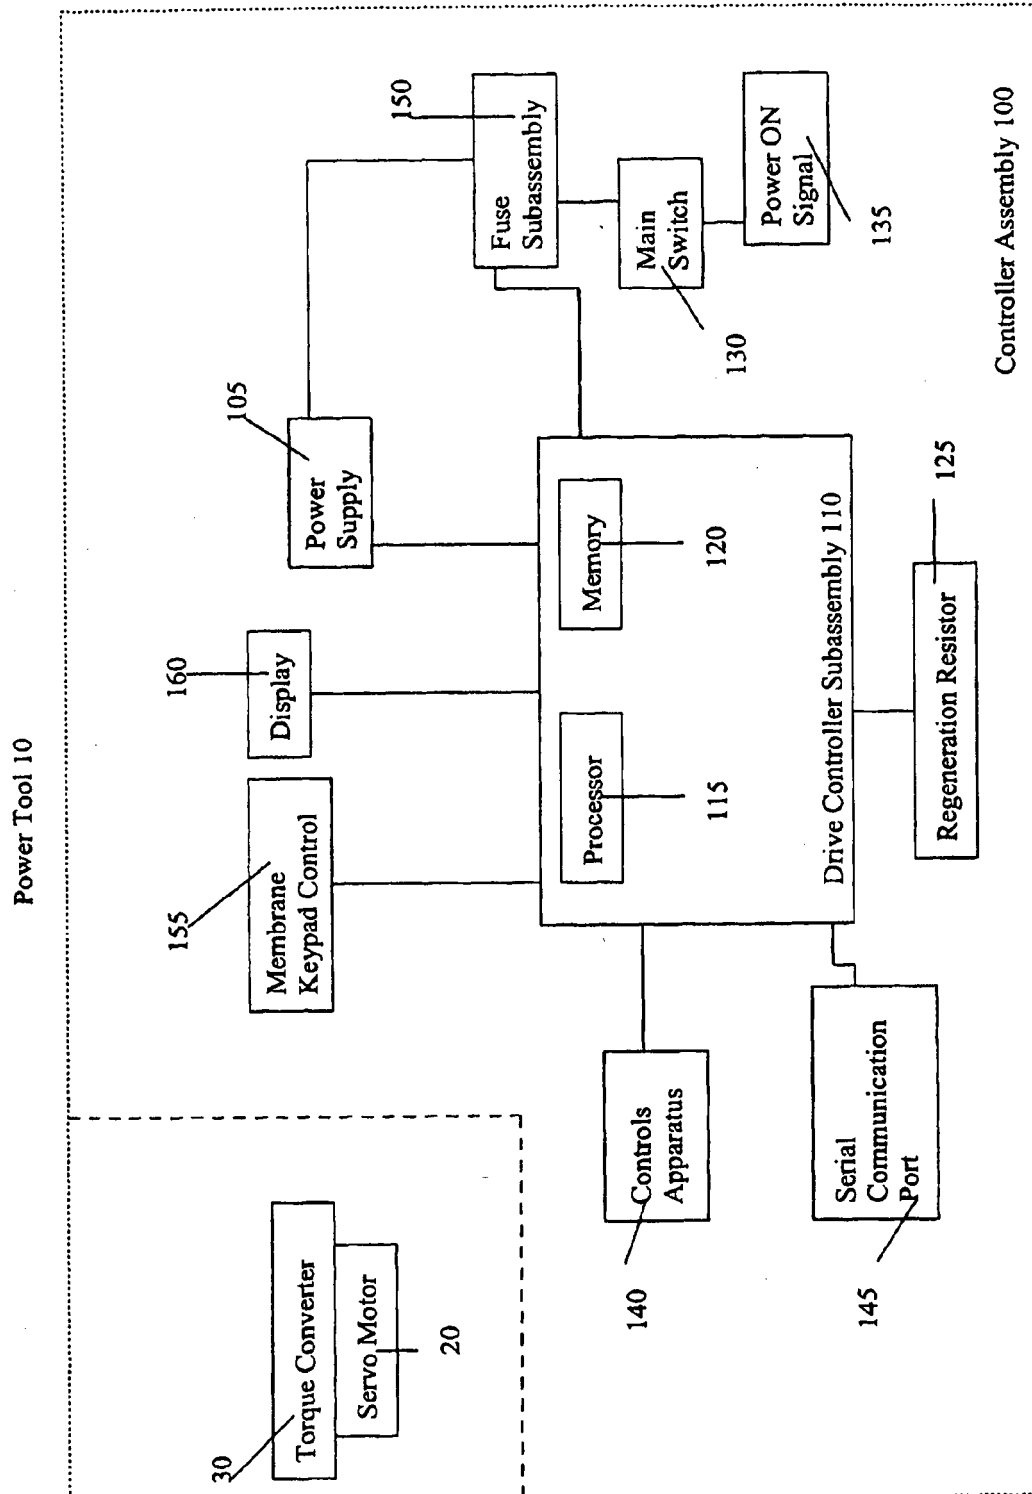 Power Tool 10
30
Torque Converter
Servo Motor
20
155
Membrane
Keypad Control
160
Display
105
Power
Supply
150
Fuse
Subassembly
Main
Switch
130
Power ON
Signal
135
Processor
115
Memory
120
Drive Controller Subassembly 110
Controls
Apparatus
140
Serial
Communication
Port
145
Regeneration Resistor
125
Controller Assembly 100